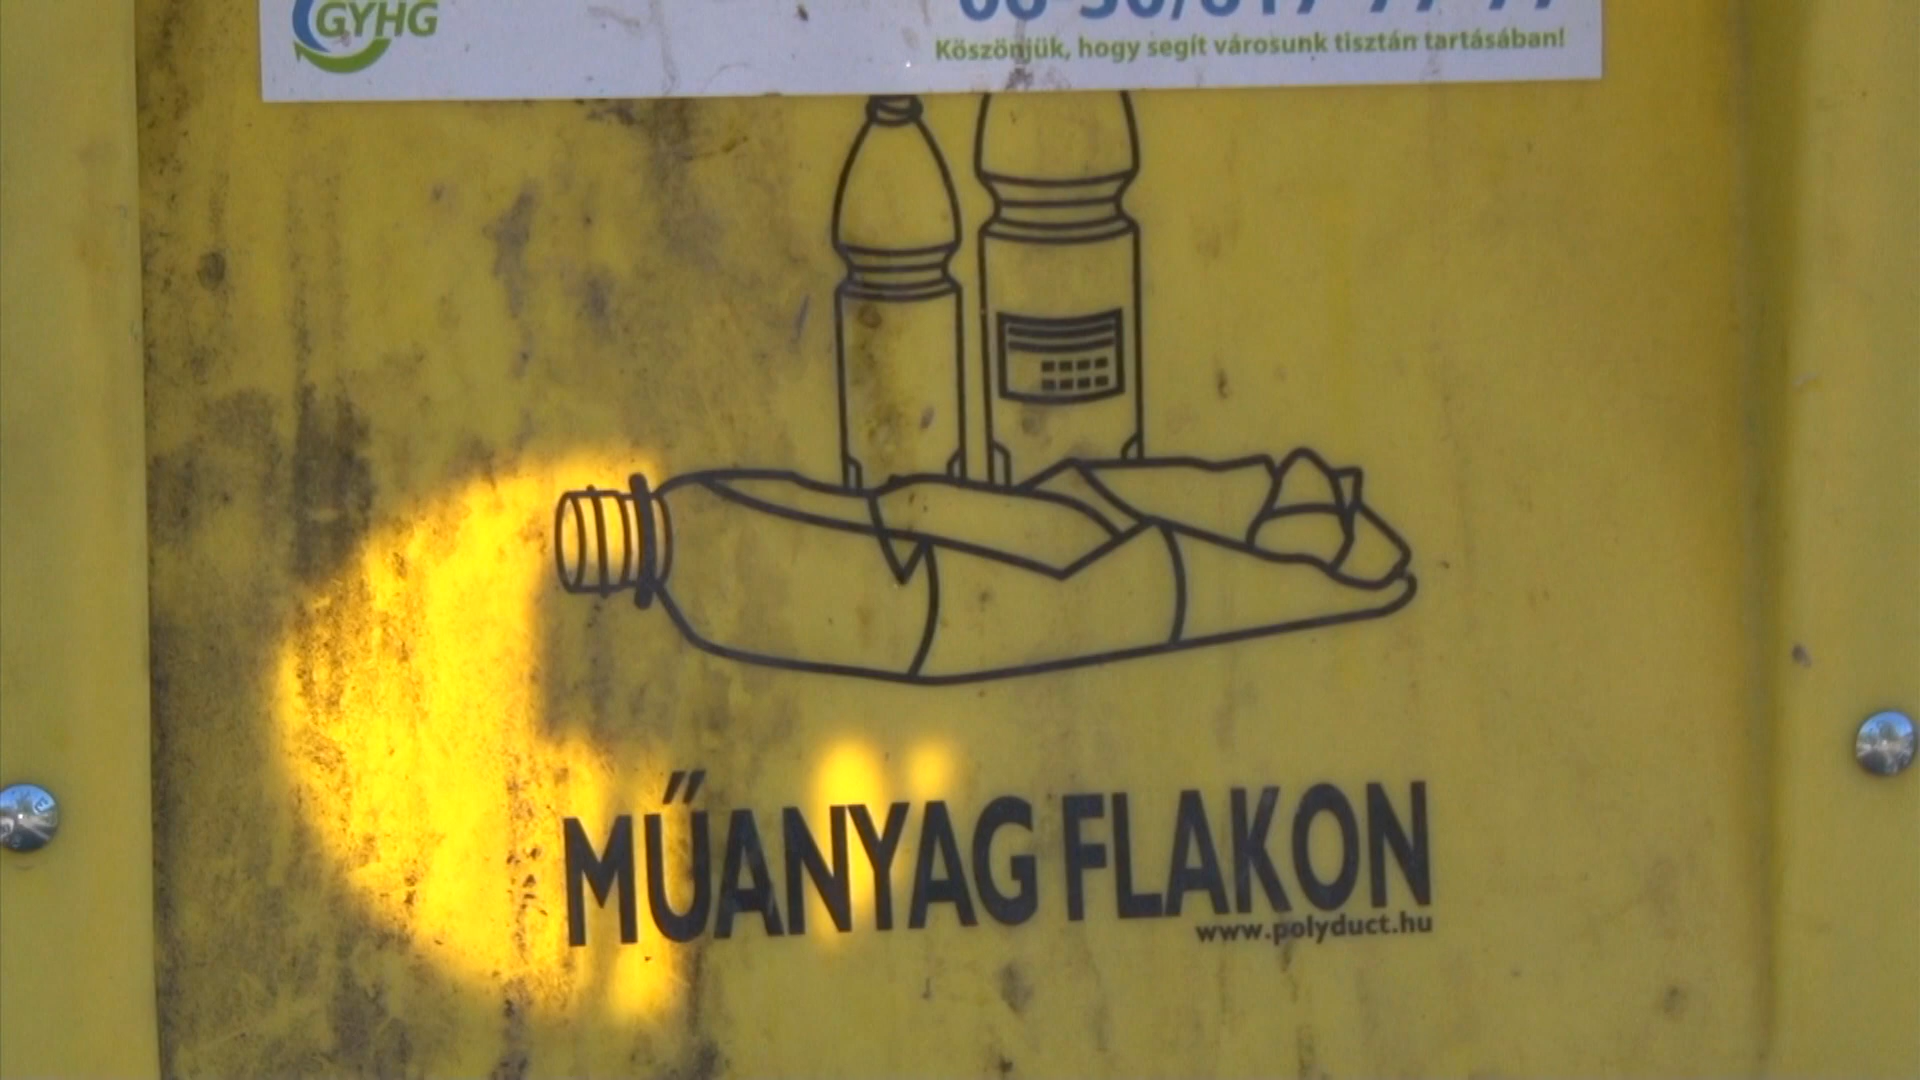 GYHG
Köszönjük, hogy segít városunk tisztán tartásában!
MŰANYAG FLAKON
www.polyduct.hu